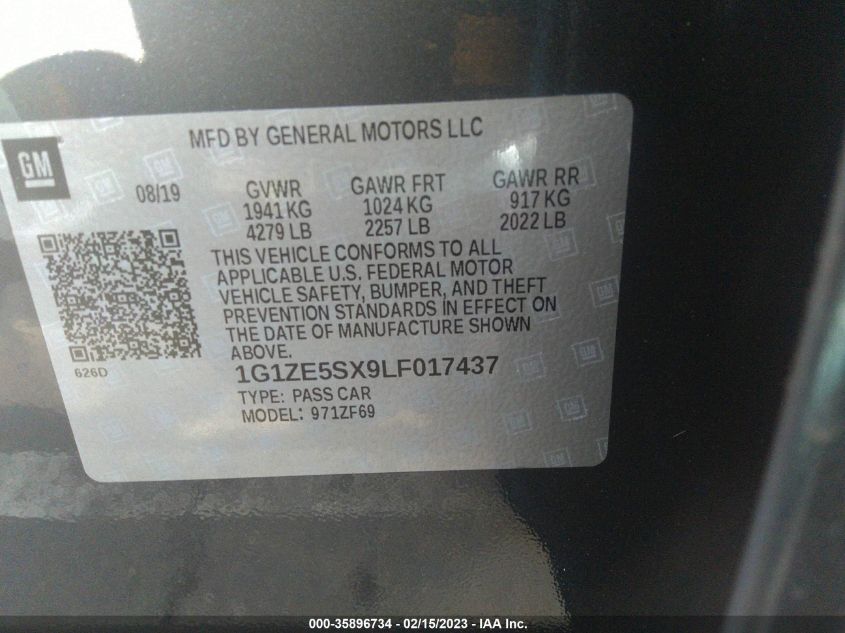 MFD BY GENERAL MOTORS LLC
GM
08/19
GVWR GAWR FRT GAWR RR
1941 KG 1024 KG 917 KG
4279 LB 2257 LB 2022 LB
THIS VEHICLE CONFORMS TO ALL
APPLICABLE U.S. FEDERAL MOTOR
VEHICLE SAFETY, BUMPER, AND THEFT
PREVENTION STANDARDS IN EFFECT ON
THE DATE OF MANUFACTURE SHOWN
ABOVE.
626D
1G1ZE5SX9LF017437
TYPE: PASS CAR
MODEL: 971ZF69
000-35896734 - 02/15/2023 - IAA Inc.